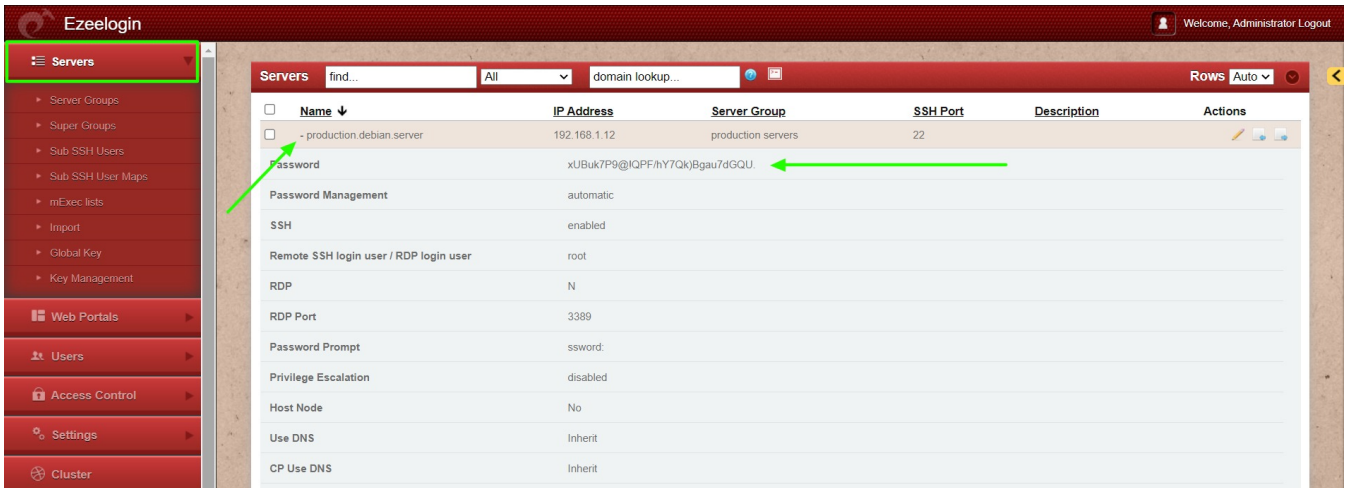 Ezeelogin
Welcome, Administrator Logout
Servers
Server Groups
Super Groups
Sub SSH Users
Sub SSH User Maps
mExec lists
Import
Global Key
Key Management
Web Portals
Users
Access Control
Settings
Cluster
Servers find... All domain lookup... Rows Auto
Name IP Address Server Group SSH Port Description Actions
- production.debian.server 192.168.1.12 production servers 22
Password xUBuk7P9@!QPF/hY7Qk)Bgau7dGQU.
Password Management automatic
SSH enabled
Remote SSH login user / RDP login user root
RDP N
RDP Port 3389
Password Prompt ssword:
Privilege Escalation disabled
Host Node No
Use DNS Inherit
CP Use DNS Inherit